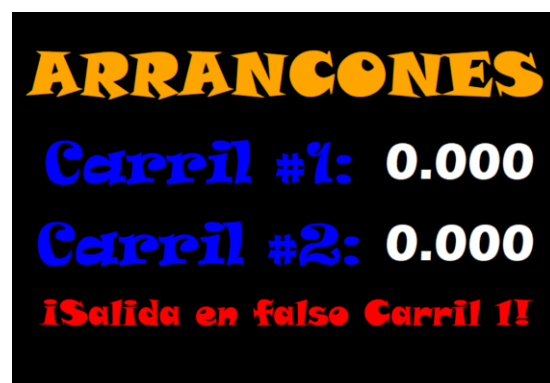 ARRANCONES
Carril #1: 0.000
Carril #2: 0.000
¡Salida en falso Carril 1!